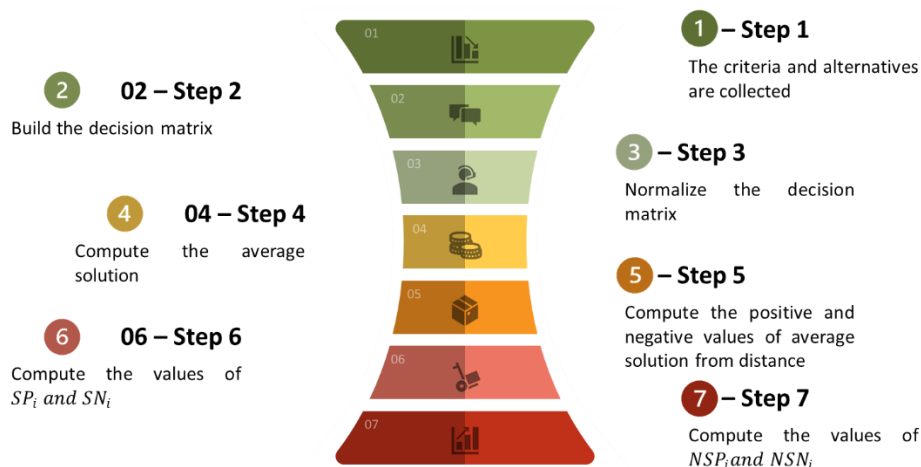 01
1 – Step 1
The criteria and alternatives
are collected
2 02 – Step 2
Build the decision matrix
02
03
3 – Step 3
Normalize the decision
matrix
4 04 – Step 4
Compute the average
solution
04
05
5 – Step 5
Compute the positive and
negative values of average
solution from distance
6 06 – Step 6
Compute the values of
SPᵢ and SNᵢ
06
07
7 – Step 7
Compute the values of
NSPᵢand NSNᵢ